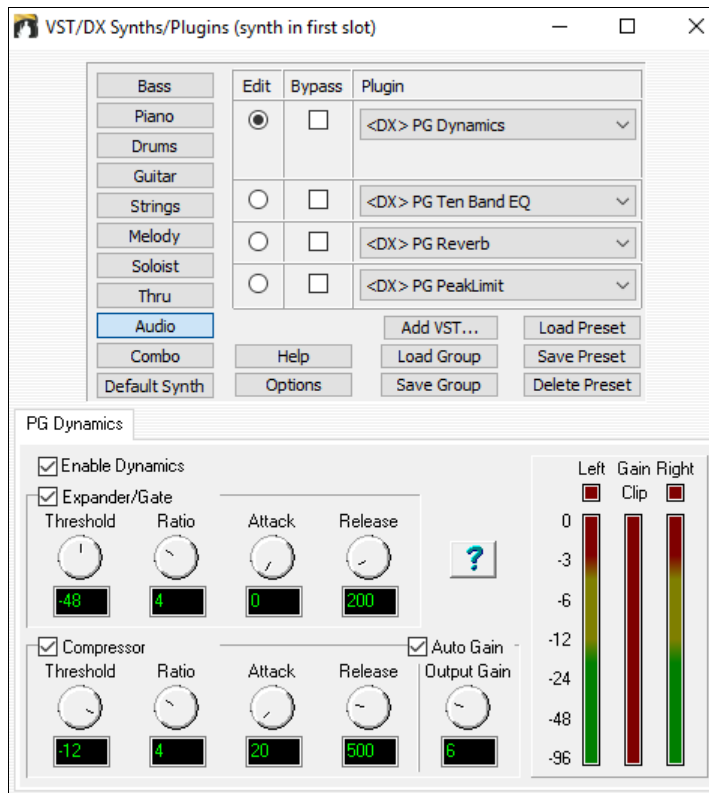 VST/DX Synths/Plugins (synth in first slot)
Bass Edit Bypass Plugin
Piano <DX> PG Dynamics
Drums
Guitar
Strings <DX> PG Ten Band EQ
Melody <DX> PG Reverb
Soloist
Thru <DX> PG PeakLimit
Audio Add VST... Load Preset
Combo Help Load Group Save Preset
Default Synth Options Save Group Delete Preset
PG Dynamics
Enable Dynamics Left Gain Right
Expander/Gate Clip
Threshold Ratio Attack Release 0
? -3
-48 4 0 200 -6
Compressor Auto Gain -12
Threshold Ratio Attack Release Output Gain -24
-48
-12 4 20 500 6 -96